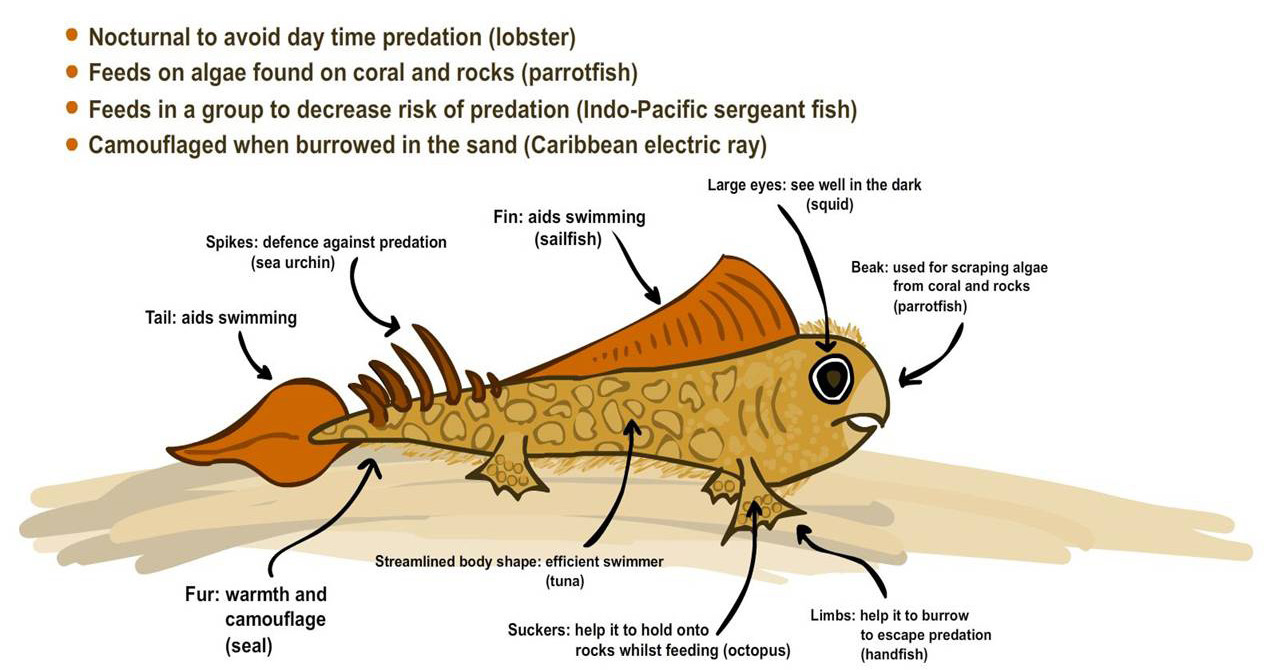 Nocturnal to avoid day time predation (lobster)
Feeds on algae found on coral and rocks (parrotfish)
Feeds in a group to decrease risk of predation (Indo-Pacific sergeant fish)
Camouflaged when burrowed in the sand (Caribbean electric ray)
Large eyes: see well in the dark
(squid)
Fin: aids swimming
(sailfish)
Spikes: defence against predation
(sea urchin)
Beak: used for scraping algae
from coral and rocks
(parrotfish)
Tail: aids swimming
Streamlined body shape: efficient swimmer
(tuna)
Fur: warmth and
camouflage
(seal)
Suckers: help it to hold onto
rocks whilst feeding (octopus)
Limbs: help it to burrow
to escape predation
(handfish)